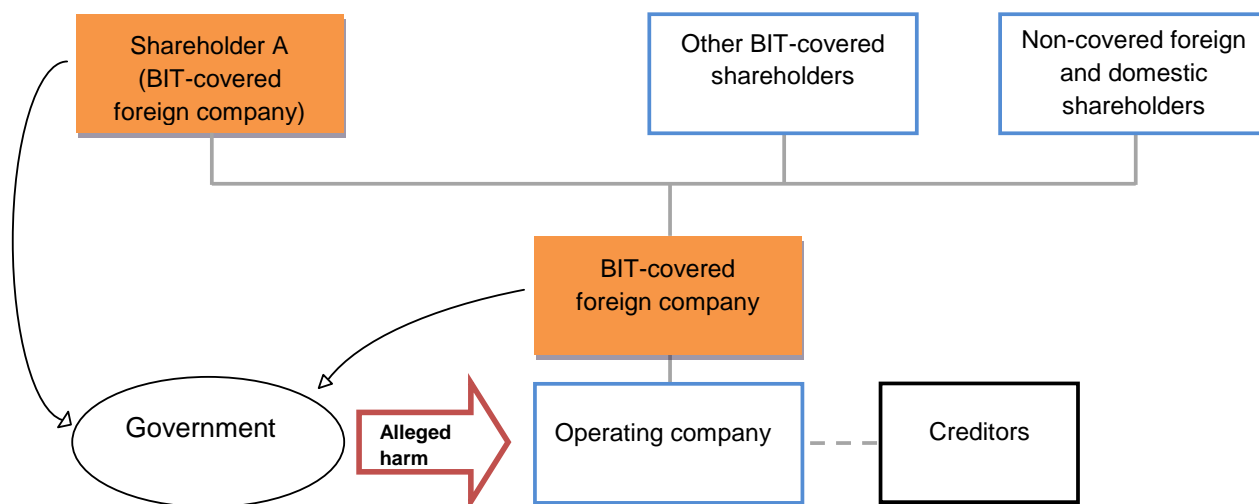 Shareholder A
(BIT-covered
foreign company)
Other BIT-covered
shareholders
Non-covered foreign
and domestic
shareholders
BIT-covered
foreign company
Government
Alleged
harm
Operating company
Creditors